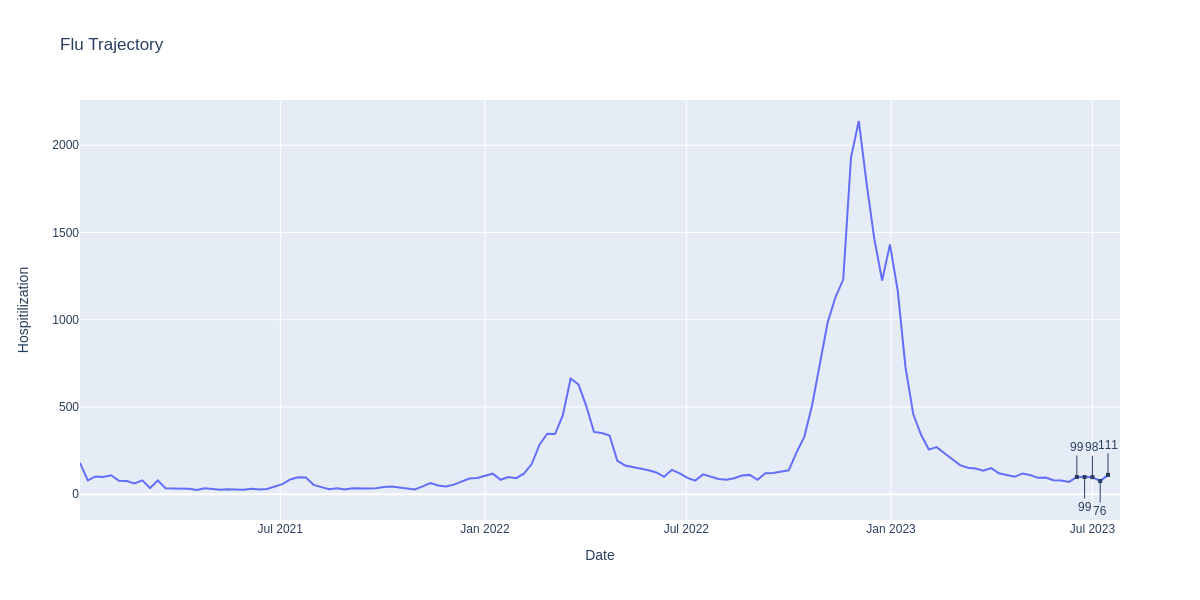 Flu Trajectory
Hospitilization
2000
1500
1000
500
0
99
98
111
99
76
Jul 2021
Jan 2022
Jul 2022
Jan 2023
Jul 2023
Date